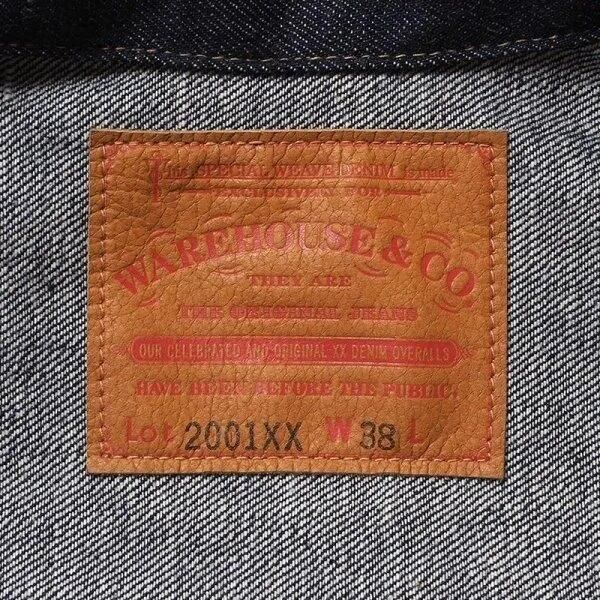 This SPECIAL WEAVE DENIM is made
EXCLUSIVELY FOR
WAREHOUSE & CO.
THEY ARE
THE ORIGINAL JEANS
OUR CELEBRATED AND ORIGINAL XX DENIM OVERALLS
HAVE BEEN BEFORE THE PUBLIC.
Lot 2001XX W 38 L